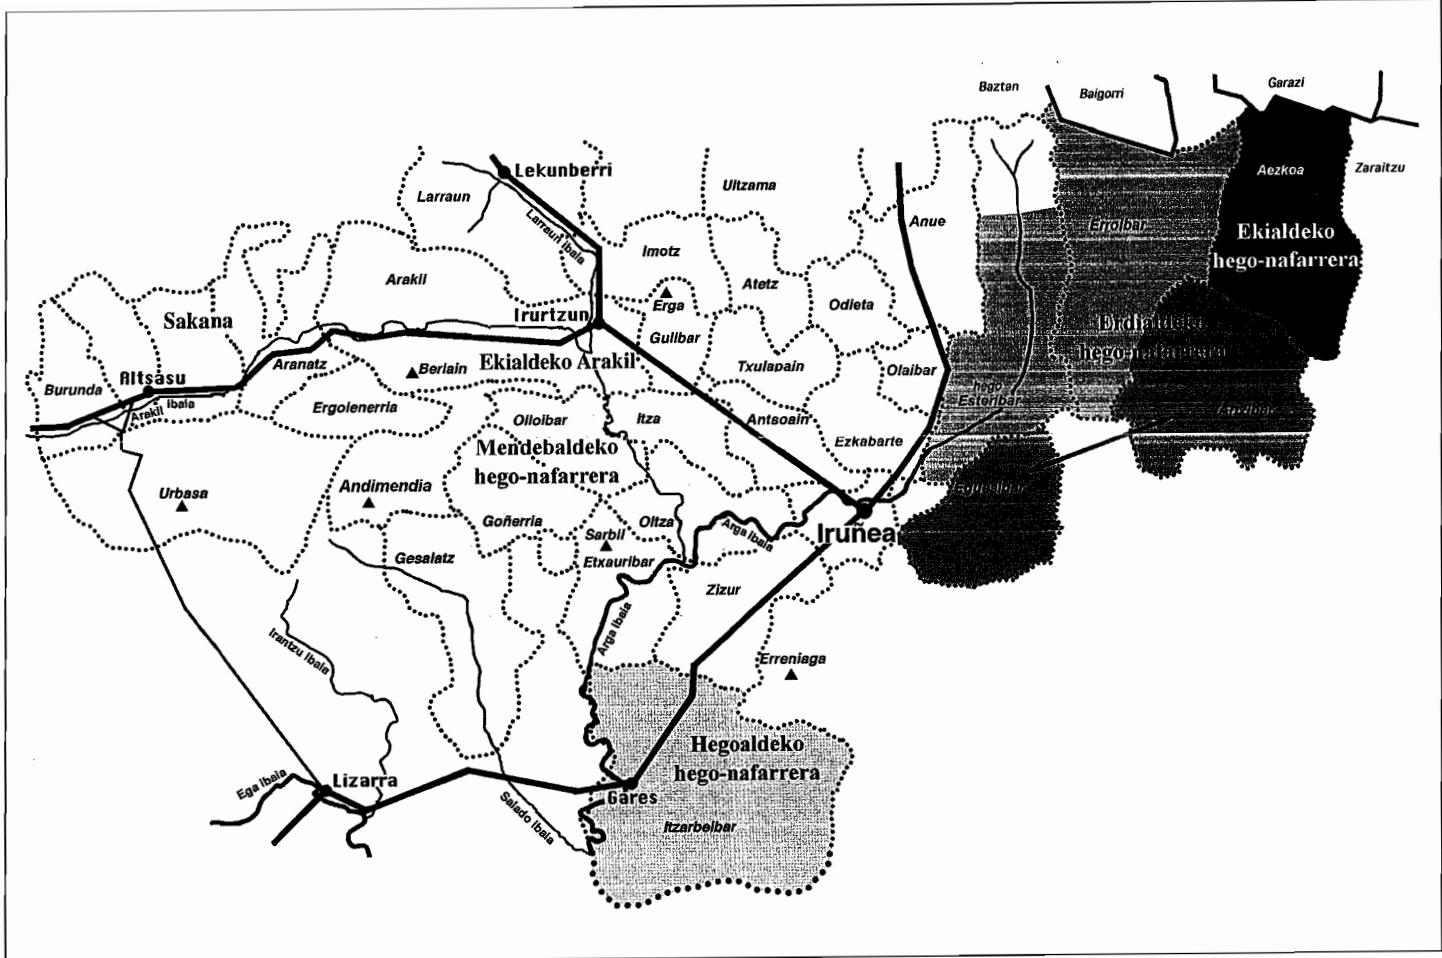 Baztan
Baigorri
Garazi
Aezkoa
Zaraitzu
Ekialdeko
hego-nafarrera
Lekunberri
Larraun
Larraun ibaia
Ultzama
Anue
Erroibar
Imotz
Arakil
Atetz
Odieta
Erga
Sakana
Irurtzun
Gulibar
Erdialdeko
hego-nafarrera
Aranatz
Berlain
Ekialdeko Arakil
Txulapain
Olaibar
Burunda
Altsasu
Arakil ibaia
hego
Esteribar
Ergoienerria
Olloibar
Itza
Antsoain
Ezkabarte
Artzibar
Mendebaldeko
hego-nafarrera
Urbasa
Andimendia
Eguesibar
Goñerria
Sarbil
Oltza
Arga ibaia
Iruñea
Gesalatz
Etxauribar
Zizur
Arga ibaia
Irantzu ibaia
Erreniaga
Hegoaldeko
hego-nafarrera
Ega ibaia
Lizarra
Salado ibaia
Gares
Itzarbeibar